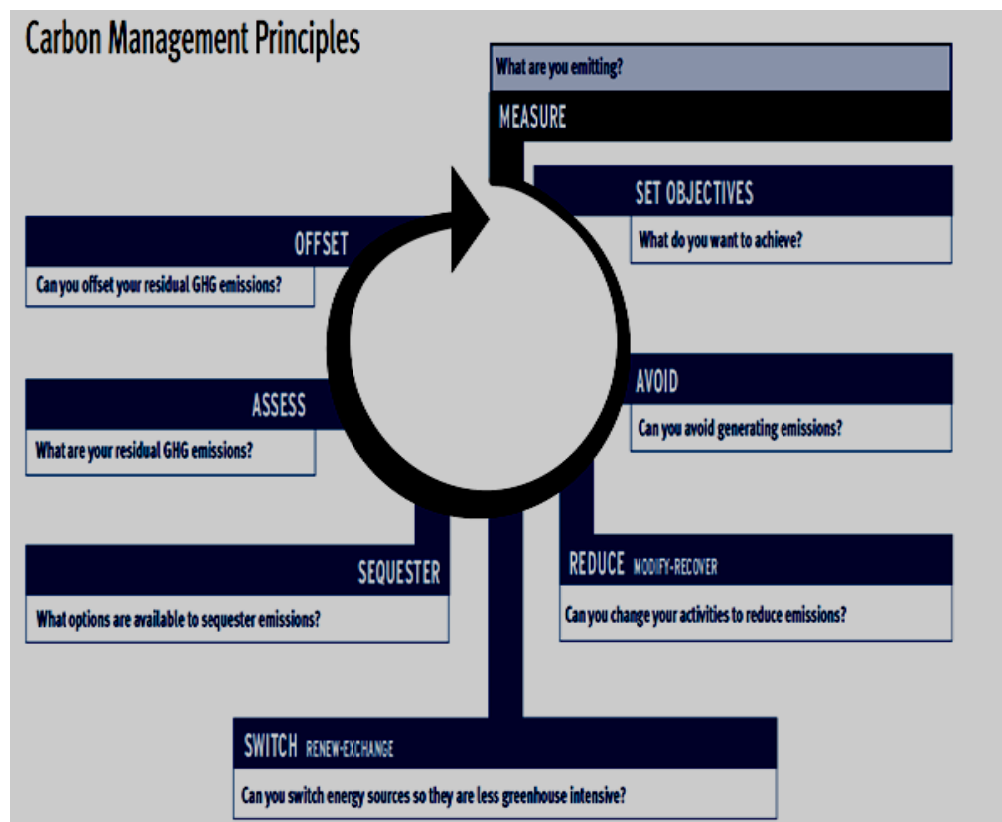 Carbon Management Principles
What are you emitting?
MEASURE
SET OBJECTIVES
What do you want to achieve?
AVOID
Can you avoid generating emissions?
REDUCE MODIFY-RECOVER
Can you change your activities to reduce emissions?
SWITCH RENEW-EXCHANGE
Can you switch energy sources so they are less greenhouse intensive?
SEQUESTER
What options are available to sequester emissions?
ASSESS
What are your residual GHG emissions?
OFFSET
Can you offset your residual GHG emissions?